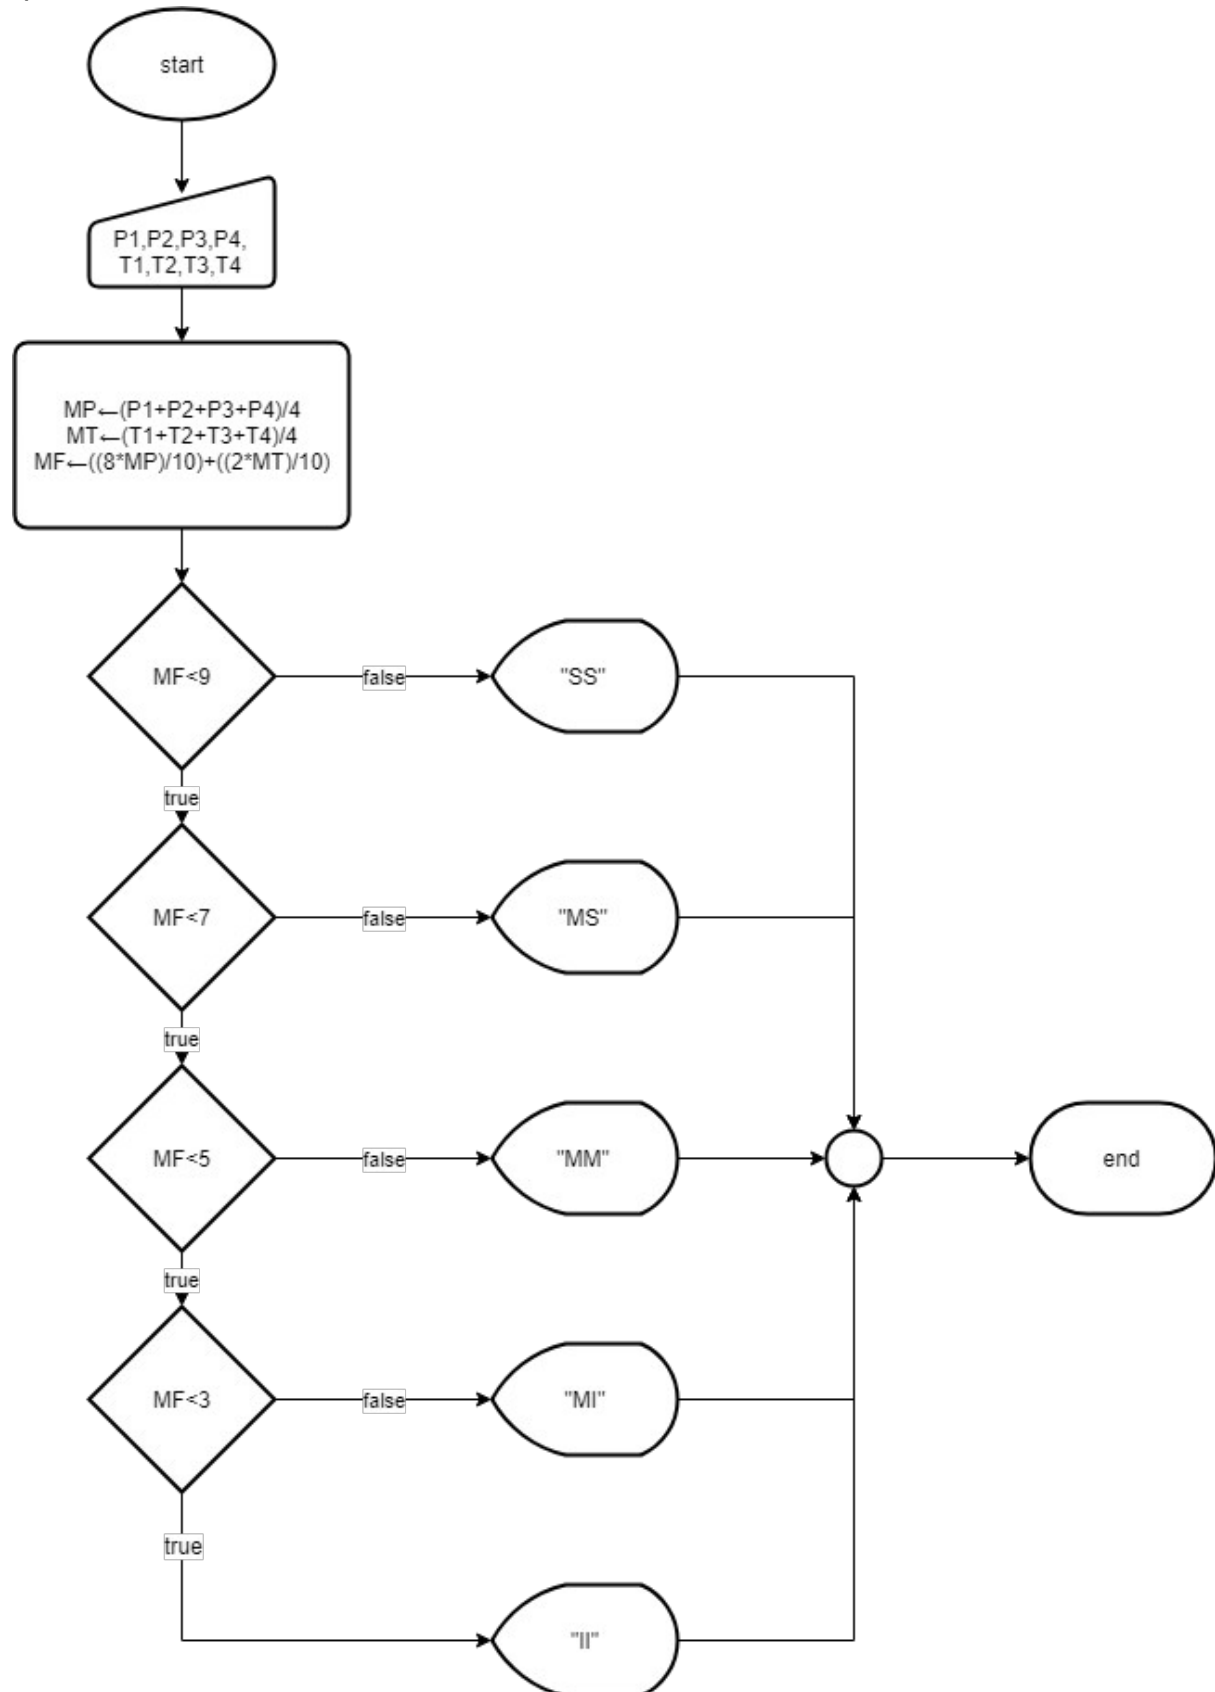 start
P1,P2,P3,P4,
T1,T2,T3,T4
MP←(P1+P2+P3+P4)/4
MT←(T1+T2+T3+T4)/4
MF←((8*MP)/10)+((2*MT)/10)
MF<9
false
"SS"
true
MF<7
false
"MS"
true
MF<5
false
"MM"
end
true
MF<3
false
"MI"
true
"II"